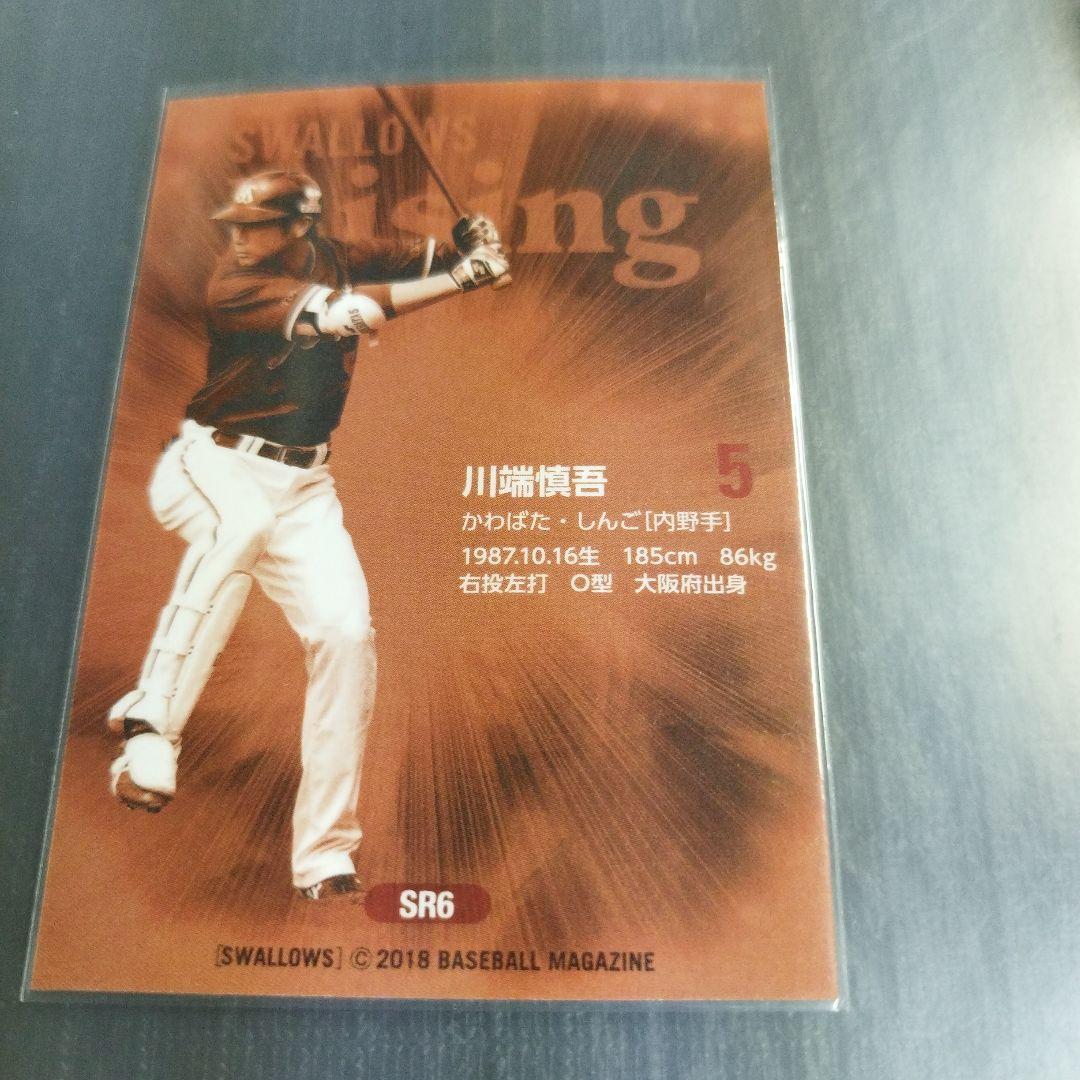 SWALLOWS
ising
川端慎吾 5
かわばた・しんご[内野手]
1987.10.16生 185cm 86kg
右投左打 O型 大阪府出身
SR6
[SWALLOWS] © 2018 BASEBALL MAGAZINE